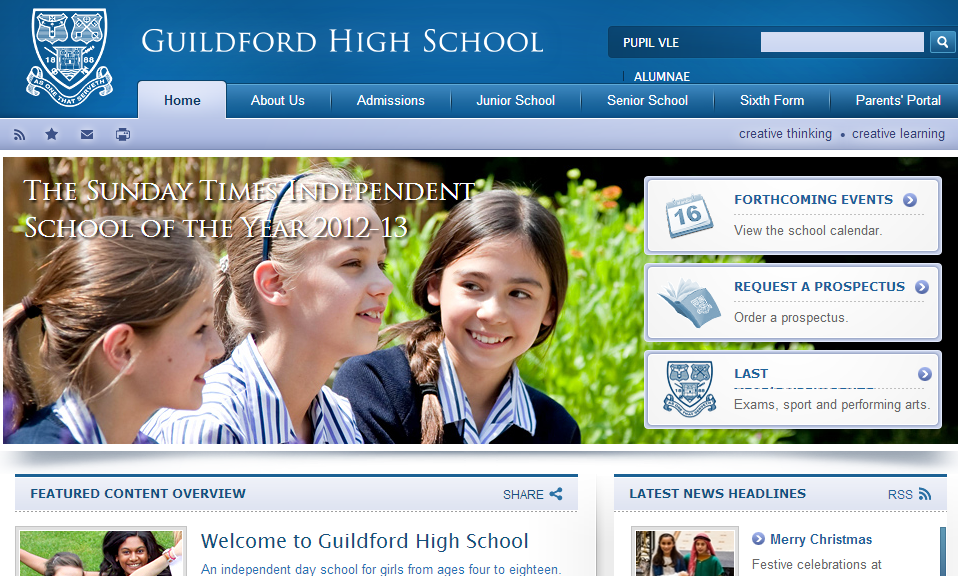 GUILDFORD HIGH SCHOOL
18 88
AS ONE THAT SERVETH
PUPIL VLE
ALUMNAE
Home About Us Admissions Junior School Senior School Sixth Form Parents' Portal
creative thinking • creative learning
THE SUNDAY TIMES INDEPENDENT
SCHOOL OF THE YEAR 2012-13
16
FORTHCOMING EVENTS
View the school calendar.
REQUEST A PROSPECTUS
Order a prospectus.
LAST
Exams, sport and performing arts.
FEATURED CONTENT OVERVIEW SHARE
LATEST NEWS HEADLINES RSS
Welcome to Guildford High School
An independent day school for girls from ages four to eighteen.
Merry Christmas
Festive celebrations at